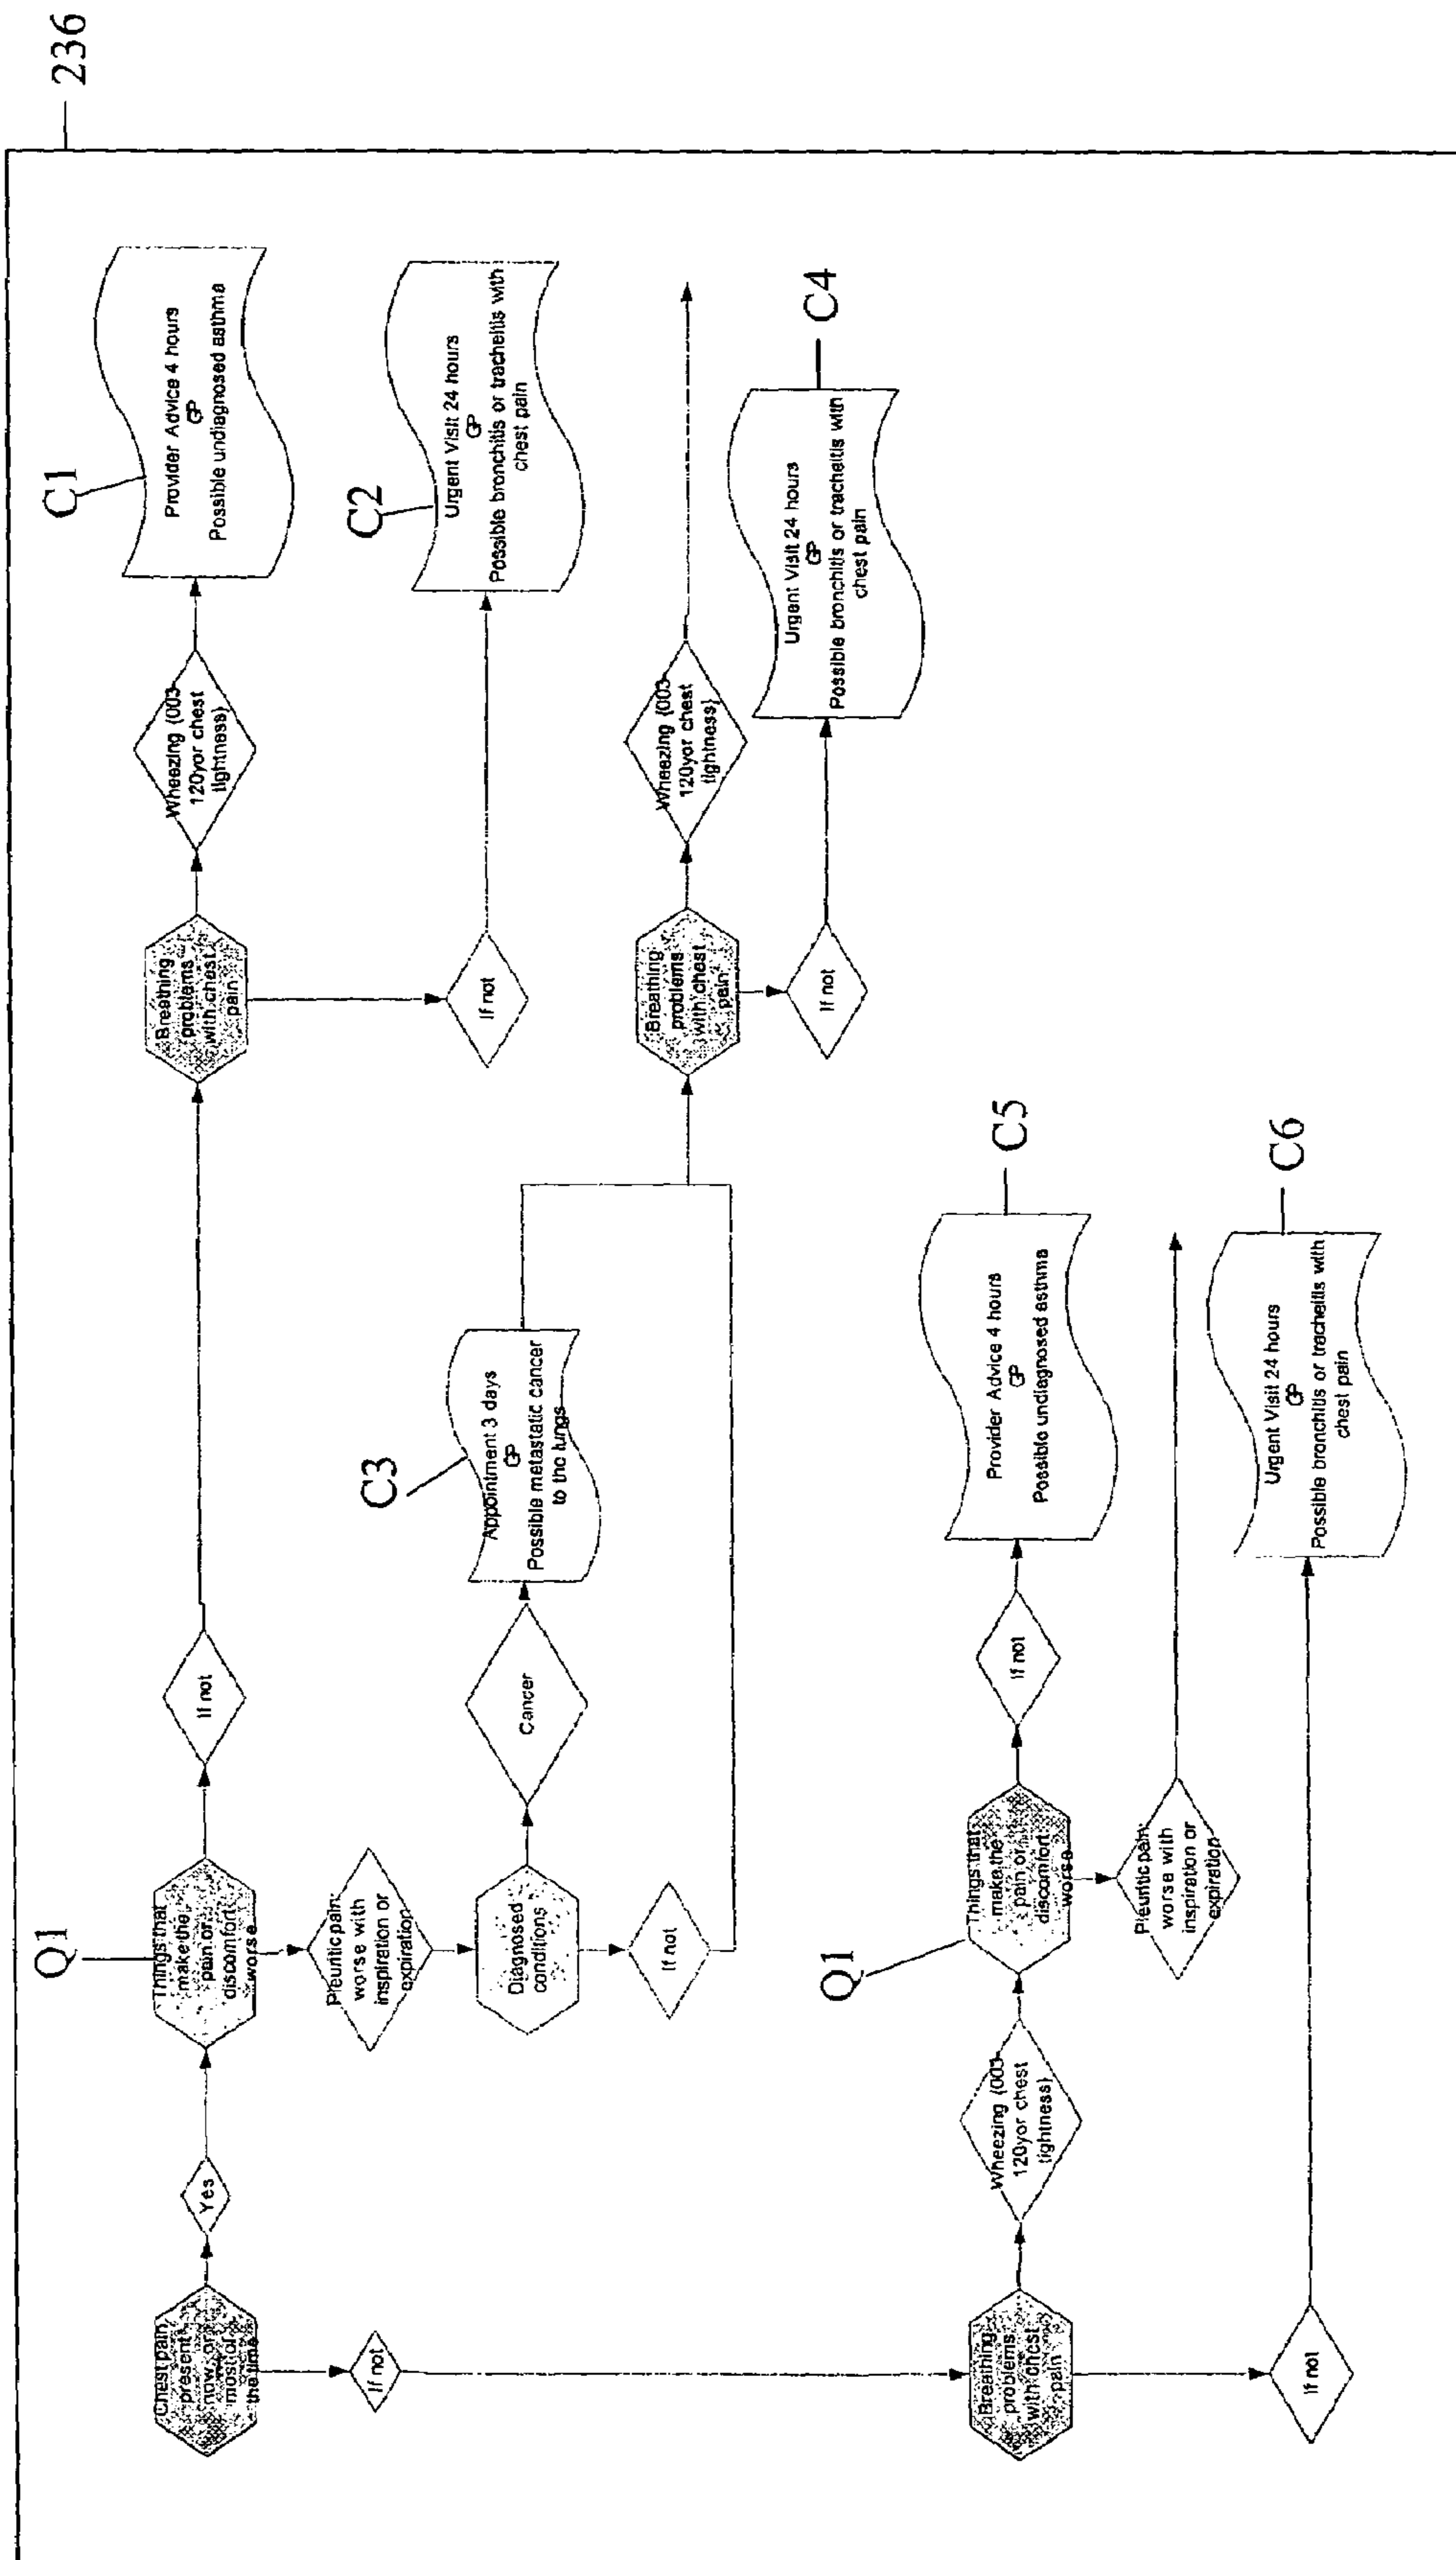 236
Chest pain
present
now, or
most of
the time
Yes
Q1
Things that
make the
pain or
discomfort
worse
If not
Breathing
problems
with chest
pain
Wheezing {003
120yor chest
tightness}
C1
Provider Advice 4 hours
GP
Possible undiagnosed asthma
If not
C2
Urgent Visit 24 hours
GP
Possible bronchitis or tracheitis with
chest pain
Pleuritic pain:
worse with
inspiration or
expiration
Diagnosed
conditions
Cancer
C3
Appointment 3 days
GP
Possible metastatic cancer
to the lungs
If not
Breathing
problems
with chest
pain
Wheezing {003
120yor chest
tightness}
If not
Urgent Visit 24 hours
GP
Possible bronchitis or tracheitis with
chest pain
C4
If not
Breathing
problems
with chest
pain
Wheezing {003
120yor chest
tightness}
Q1
Things that
make the
pain or
discomfort
worse
If not
Provider Advice 4 hours
GP
Possible undiagnosed asthma
C5
Pleuritic pain:
worse with
inspiration or
expiration
If not
Urgent Visit 24 hours
GP
Possible bronchitis or tracheitis with
chest pain
C6